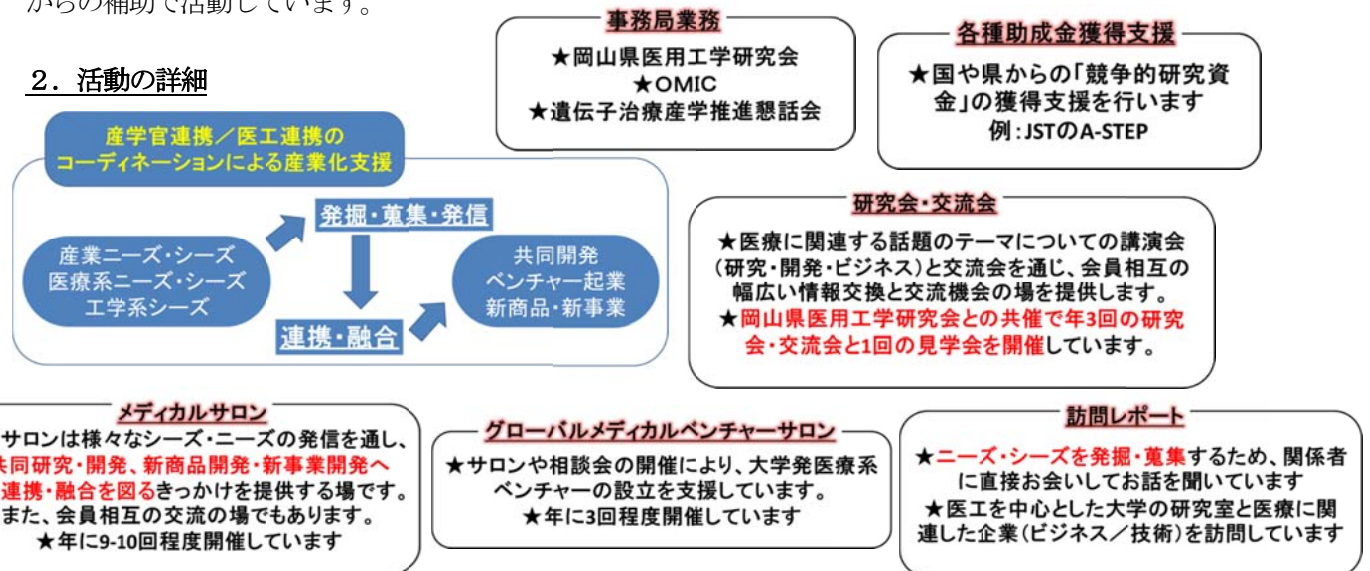 からの補助で活動しています。
2．活動の詳細
産学官連携／医工連携の
コーディネーションによる産業化支援
産業ニーズ・シーズ
医療系ニーズ・シーズ
工学系シーズ
発掘・蒐集・発信
連携・融合
共同開発
ベンチャー起業
新商品・新事業
事務局業務
★岡山県医用工学研究会
★OMIC
★遺伝子治療産学推進懇話会
各種助成金獲得支援
★国や県からの「競争的研究資
金」の獲得支援を行います
例：JSTのA-STEP
研究会・交流会
★医療に関連する話題のテーマについての講演会
（研究・開発・ビジネス）と交流会を通じ、会員相互の
幅広い情報交換と交流機会の場を提供します。
★岡山県医用工学研究会との共催で年3回の研究
会・交流会と1回の見学会を開催しています。
メディカルサロン
サロンは様々なシーズ・ニーズの発信を通し、
共同研究・開発、新商品開発・新事業開発へ
連携・融合を図るきっかけを提供する場です。
また、会員相互の交流の場でもあります。
★年に9-10回程度開催しています
グローバルメディカルベンチャーサロン
★サロンや相談会の開催により、大学発医療系
ベンチャーの設立を支援しています。
★年に3回程度開催しています
訪問レポート
★ニーズ・シーズを発掘・蒐集するため、関係者
に直接お会いしてお話を聞いています
★医工を中心とした大学の研究室と医療に関
連した企業（ビジネス／技術）を訪問しています